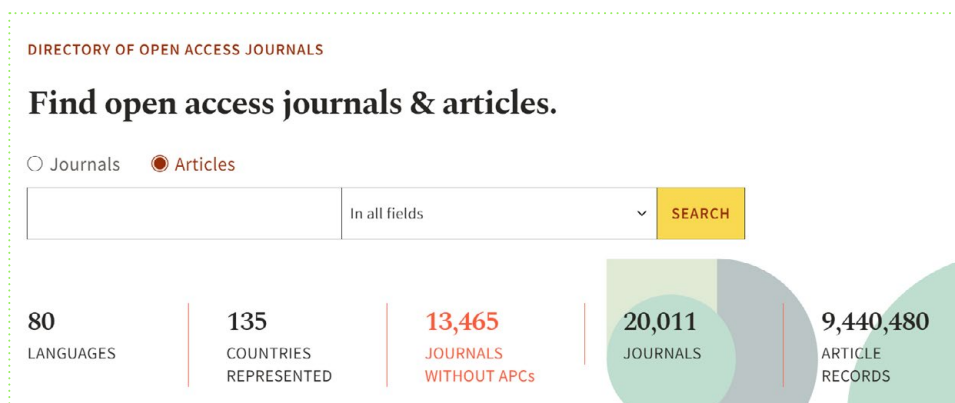 DIRECTORY OF OPEN ACCESS JOURNALS
Find open access journals & articles.
Journals Articles
In all fields SEARCH
80 135 13,465 20,011 9,440,480
LANGUAGES COUNTRIES JOURNALS JOURNALS ARTICLE
REPRESENTED WITHOUT APCs RECORDS